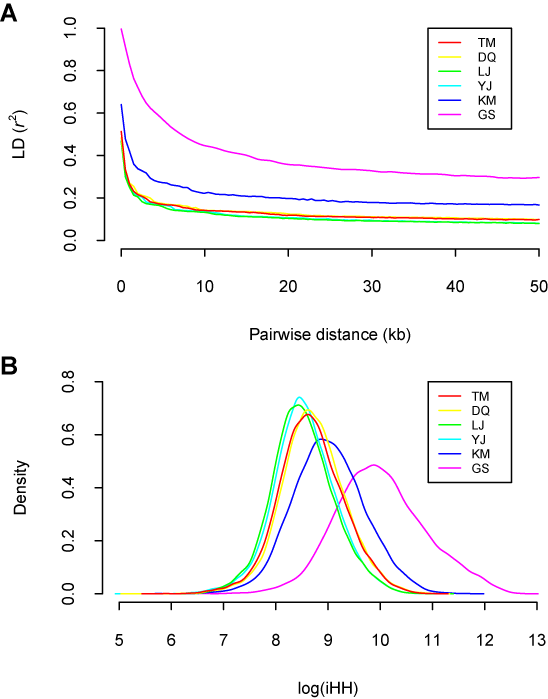 A
1.0
0.8
0.6
0.4
0.2
0.0
LD (r²)
TM
DQ
LJ
YJ
KM
GS
0 10 20 30 40 50
Pairwise distance (kb)
B
0.8
0.6
0.4
0.2
0.0
Density
TM
DQ
LJ
YJ
KM
GS
5 6 7 8 9 10 11 12 13
log(iHH)